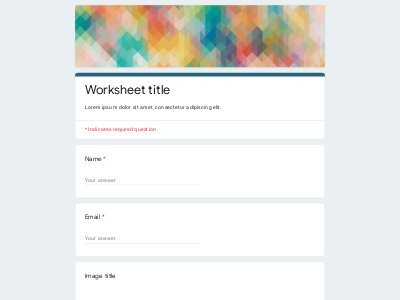 Worksheet title
Lorem ipsum dolor sit amet, consectetur adipiscing elit.
* Indicates required question
Name *
Your answer
Email *
Your answer
Image title